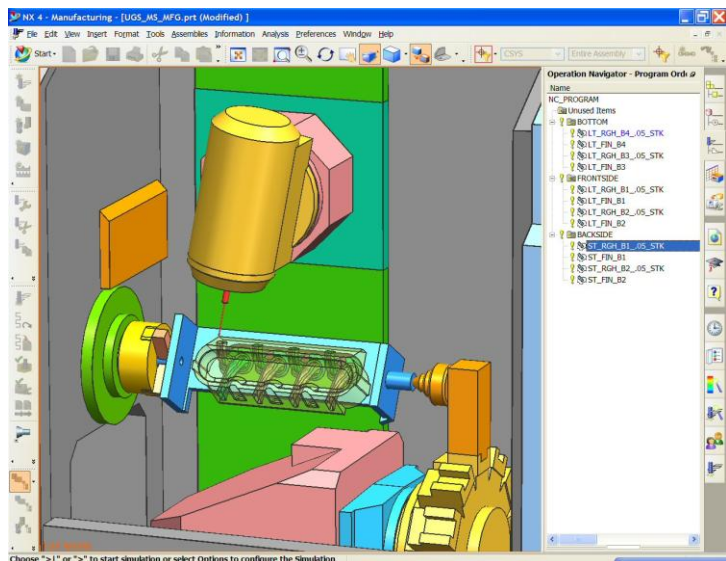 NX 4 - Manufacturing - [UGS_MS_MFG.prt (Modified) ]
File Edit View Insert Format Tools Assemblies Information Analysis Preferences Window Help
Start
CSYS
Entire Assembly
Operation Navigator - Program Orde
Name
NC_PROGRAM
Unused Items
BOTTOM
LT_RGH_B4_.05_STK
LT_FIN_B4
LT_RGH_B3_.05_STK
LT_FIN_B3
FRONTSIDE
LT_RGH_B1_.05_STK
LT_FIN_B1
LT_RGH_B2_.05_STK
LT_FIN_B2
BACKSIDE
ST_RGH_B1_.05_STK
ST_FIN_B1
ST_RGH_B2_.05_STK
ST_FIN_B2
Choose ">|" or ">" to start simulation or select Options to configure the Simulation